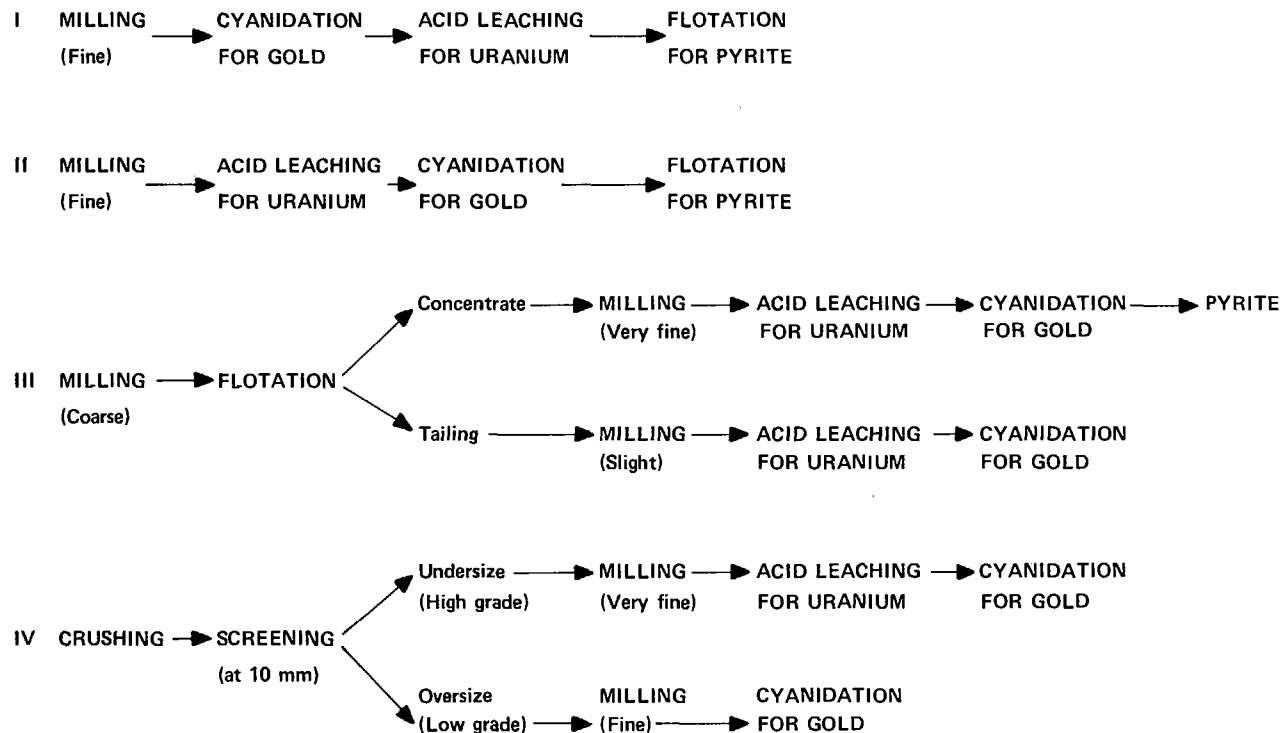 I MILLING CYANIDATION ACID LEACHING FLOTATION
(Fine) FOR GOLD FOR URANIUM FOR PYRITE
II MILLING ACID LEACHING CYANIDATION FLOTATION
(Fine) FOR URANIUM FOR GOLD FOR PYRITE
Concentrate MILLING ACID LEACHING CYANIDATION PYRITE
(Very fine) FOR URANIUM FOR GOLD
III MILLING FLOTATION
(Coarse)
Tailing MILLING ACID LEACHING CYANIDATION
(Slight) FOR URANIUM FOR GOLD
Undersize MILLING ACID LEACHING CYANIDATION
(High grade) (Very fine) FOR URANIUM FOR GOLD
IV CRUSHING SCREENING
(at 10 mm)
Oversize MILLING CYANIDATION
(Low grade) (Fine) FOR GOLD